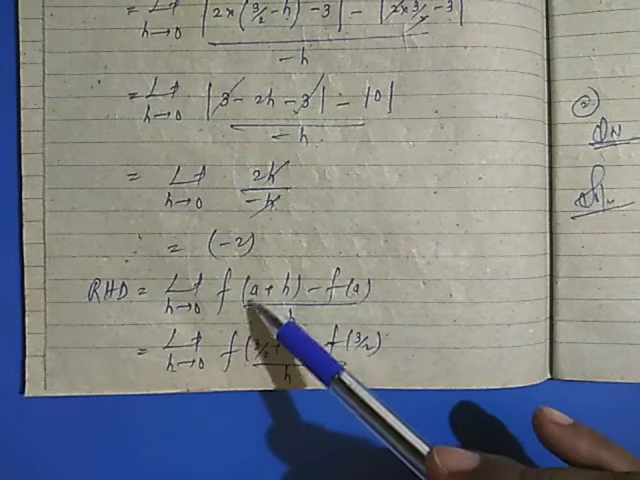 = Lt h→0 |2×(3/2 - h) - 3| - |2×3/2 - 3| / -h
= Lt h→0 |3 - 2h - 3| - |0| / -h
= Lt h→0 2h / -h
∴ = (-2)
RHD = Lt h→0 f(a+h) - f(a) / h
= Lt h→0 f(3/2 + f(3/2) / h
②